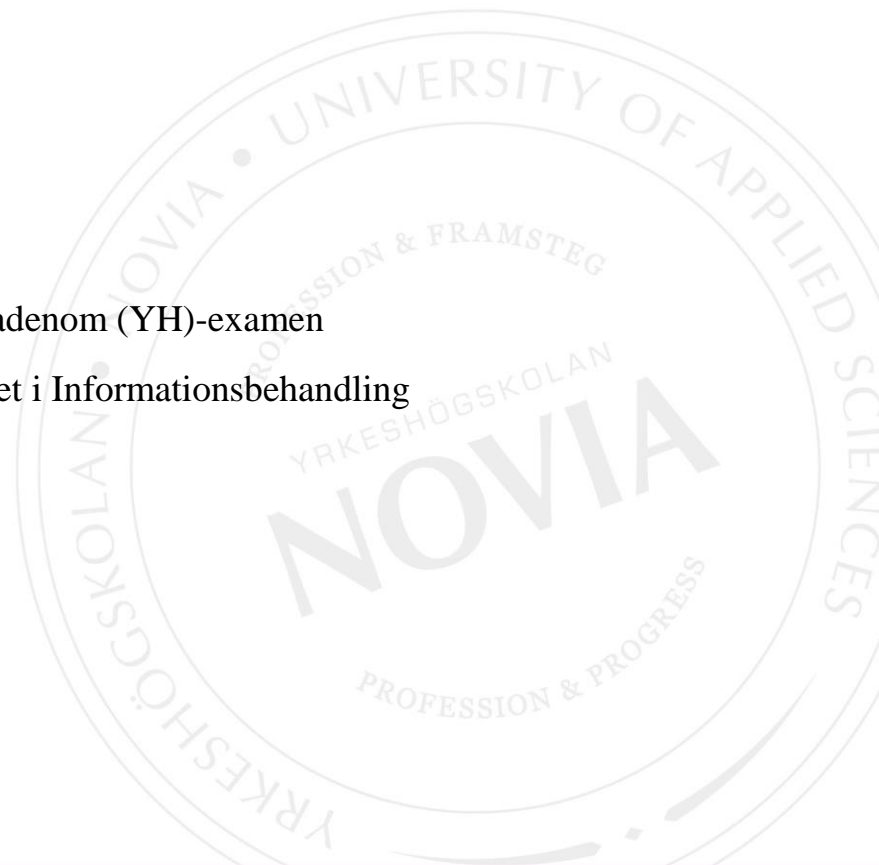 • UNIVERSITY OF APPLIED SCIENCES
YRKESHÖGSKOLAN • NOVIA
PROFESSION & FRAMSTEG
adenom (YH)-examen
et i Informationsbehandling
YRKESHÖGSKOLAN
NOVIA
PROFESSION & PROGRESS